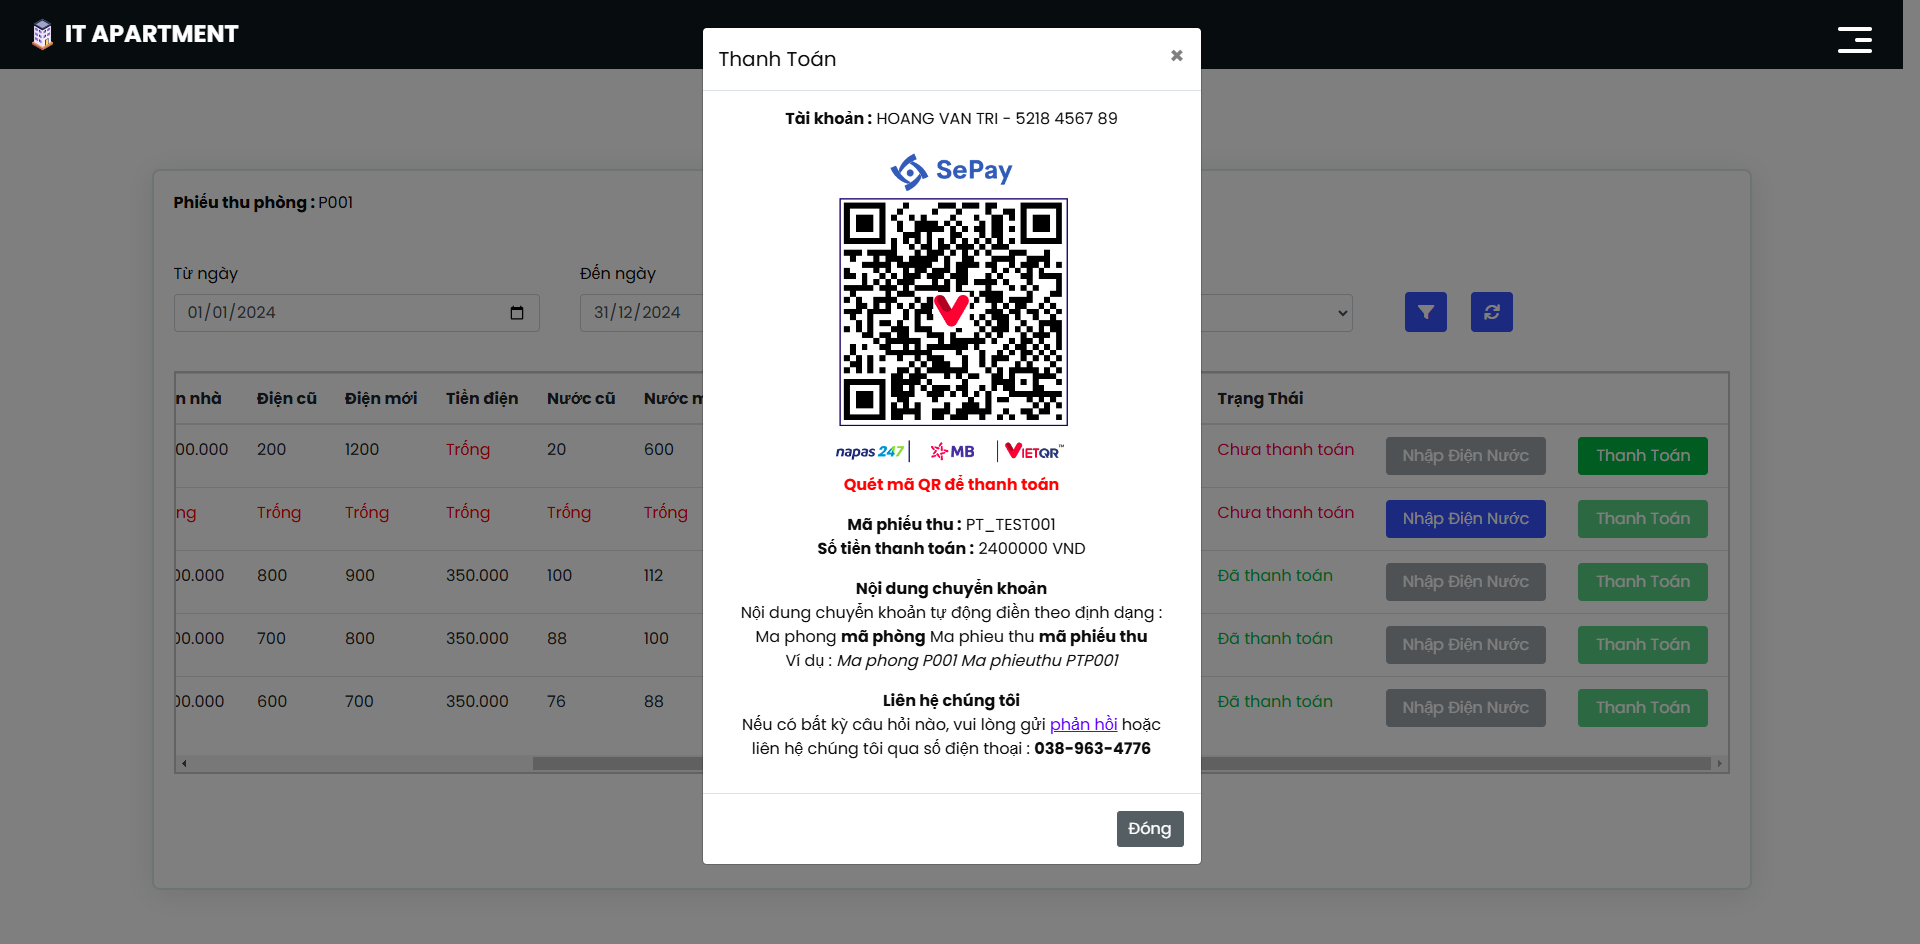 IT APARTMENT
Thanh Toán
×
Tài khoản : HOANG VAN TRI - 5218 4567 89
SePay
napas 247 | MB | VIETQR™
Quét mã QR để thanh toán
Mã phiếu thu : PT_TEST001
Số tiền thanh toán : 2400000 VND
Nội dung chuyển khoản
Nội dung chuyển khoản tự động điền theo định dạng :
Ma phong mã phòng Ma phieu thu mã phiếu thu
Ví dụ : Ma phong P001 Ma phieuthu PTP001
Liên hệ chúng tôi
Nếu có bất kỳ câu hỏi nào, vui lòng gửi phản hồi hoặc
liên hệ chúng tôi qua số điện thoại : 038-963-4776
Đóng
Phiếu thu phòng : P001
Từ ngày Đến ngày
01/01/2024 31/12/2024
n nhà Điện cũ Điện mới Tiền điện Nước cũ Nước m Trạng Thái
00.000 200 1200 Trống 20 600 Chưa thanh toán Nhập Điện Nước Thanh Toán
ng Trống Trống Trống Trống Trống Chưa thanh toán Nhập Điện Nước Thanh Toán
00.000 800 900 350.000 100 112 Đã thanh toán Nhập Điện Nước Thanh Toán
00.000 700 800 350.000 88 100 Đã thanh toán Nhập Điện Nước Thanh Toán
00.000 600 700 350.000 76 88 Đã thanh toán Nhập Điện Nước Thanh Toán